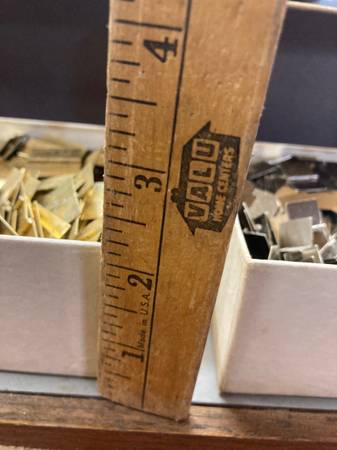 4
VALU
HOME CENTERS
3
2
Made in U.S.A.
1